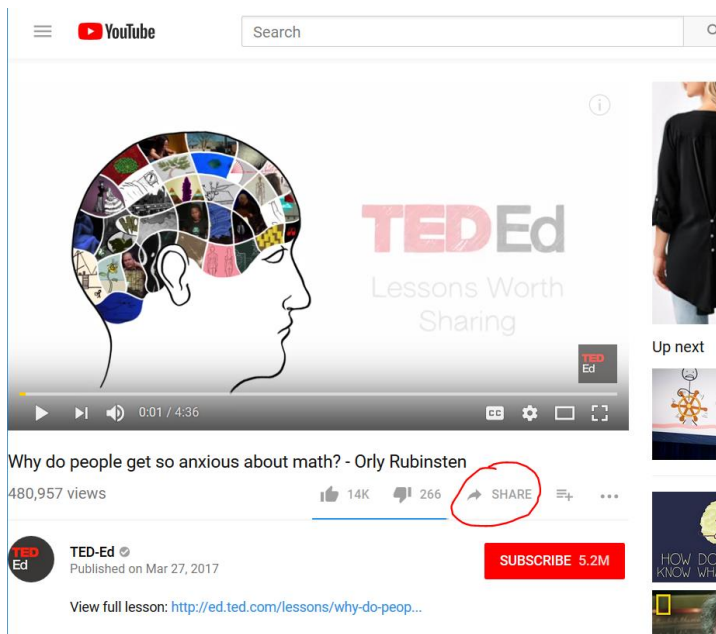 YouTube
Search
TEDEd
Lessons Worth
Sharing
TED
Ed
0:01 / 4:36
CC
Up next
Why do people get so anxious about math? - Orly Rubinsten
480,957 views
14K
266
SHARE
TED
Ed
TED-Ed
Published on Mar 27, 2017
SUBSCRIBE 5.2M
View full lesson: http://ed.ted.com/lessons/why-do-peop...
HOW DO
KNOW WHA